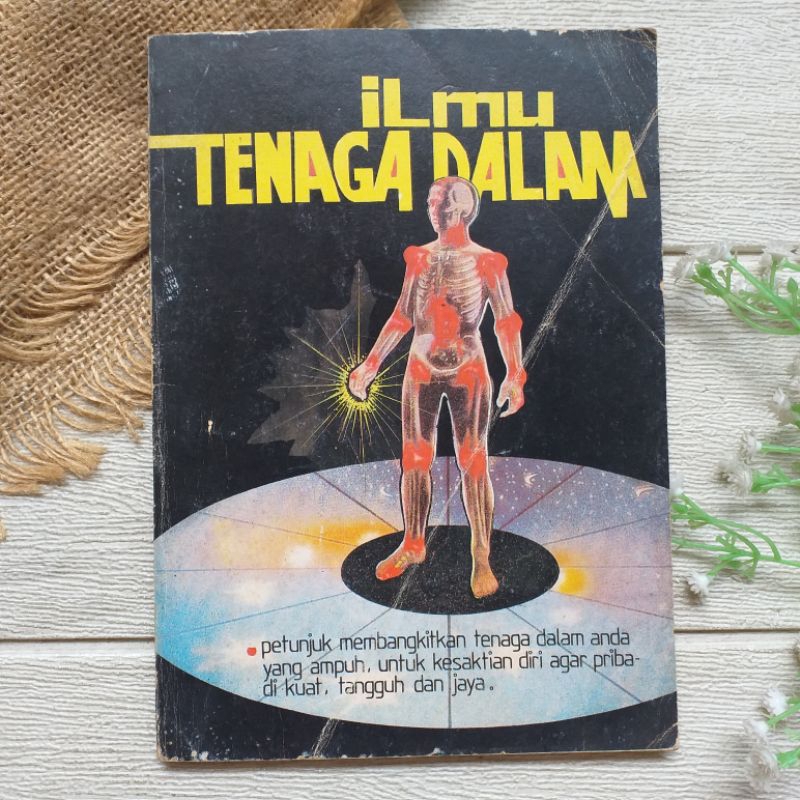 iLmu
TENAGA DALAM
• petunjuk membangkitkan tenaga dalam anda
yang ampuh, untuk kesaktian diri agar priba-
di kuat, tangguh dan jaya.